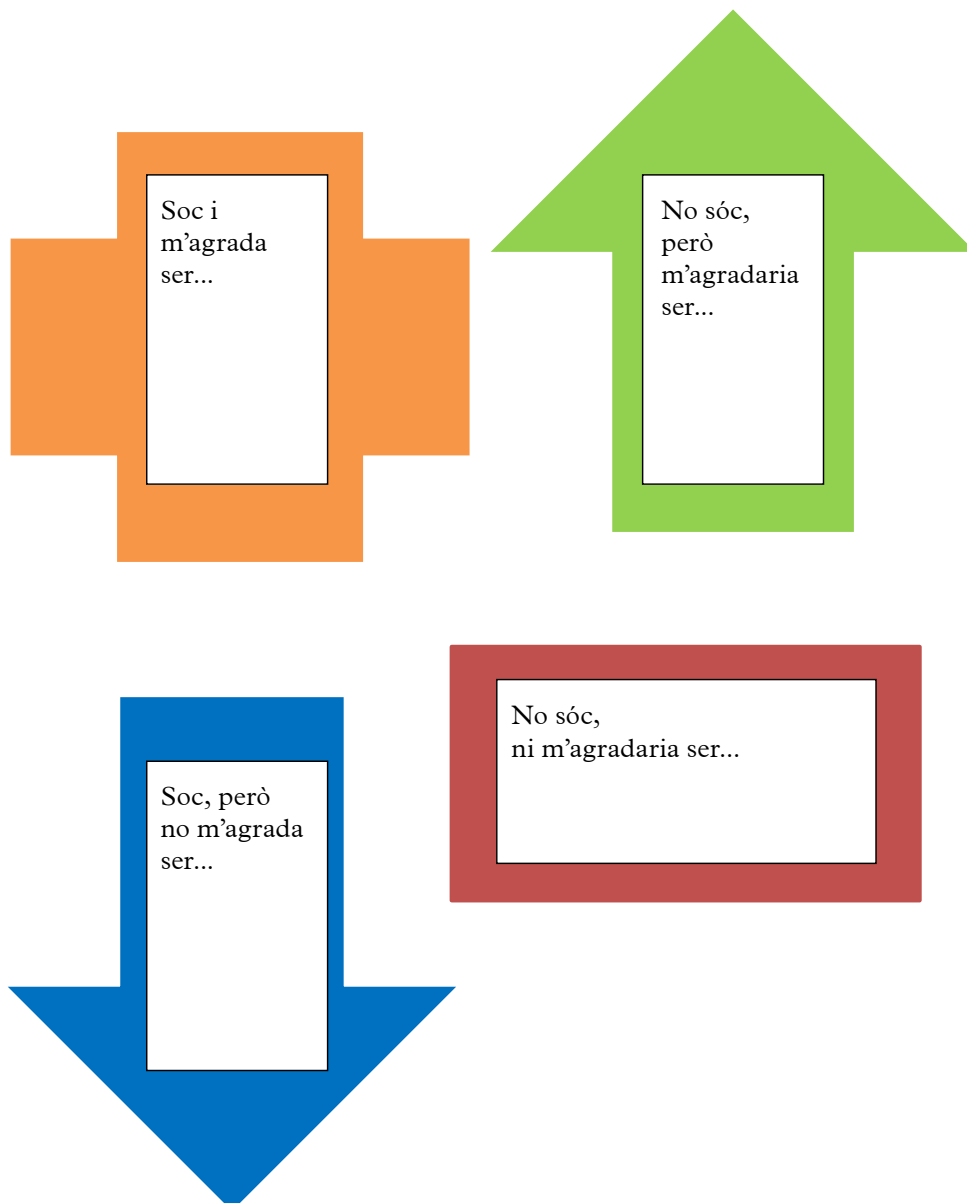 Soc i
m’agrada
ser...
No sóc,
però
m’agradaria
ser...
No sóc,
ni m’agradaria ser...
Soc, però
no m’agrada
ser...